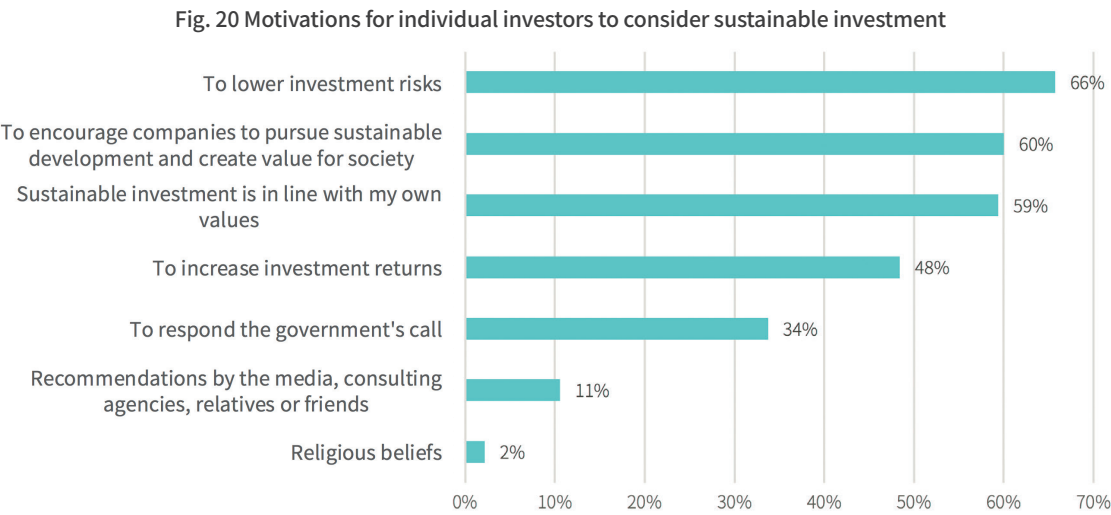 Fig. 20 Motivations for individual investors to consider sustainable investment
To lower investment risks
66%
To encourage companies to pursue sustainable
development and create value for society
60%
Sustainable investment is in line with my own
values
59%
To increase investment returns
48%
To respond the government's call
34%
Recommendations by the media, consulting
agencies, relatives or friends
11%
Religious beliefs
2%
0% 10% 20% 30% 40% 50% 60% 70%